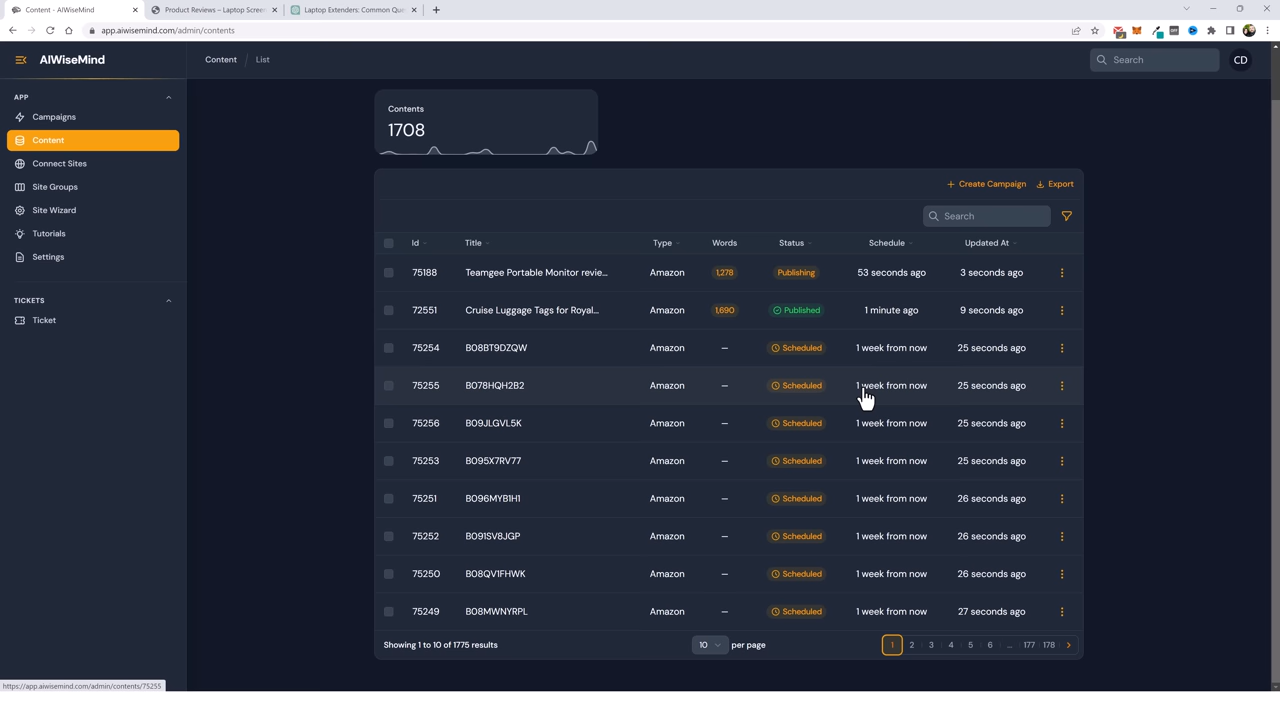 Content - AIWiseMind
Product Reviews – Laptop Screen
Laptop Extenders: Common Que
app.aiwisemind.com/admin/contents
AIWiseMind
Content / List
Search
CD
APP
Campaigns
Content
Connect Sites
Site Groups
Site Wizard
Tutorials
Settings
TICKETS
Ticket
Contents
1708
+ Create Campaign Export
Search
Id Title Type Words Status Schedule Updated At
75188 Teamgee Portable Monitor revie... Amazon 1,278 Publishing 53 seconds ago 3 seconds ago
72551 Cruise Luggage Tags for Royal... Amazon 1,690 Published 1 minute ago 9 seconds ago
75254 B08BT9DZQW Amazon – Scheduled 1 week from now 25 seconds ago
75255 B078HQH2B2 Amazon – Scheduled 1 week from now 25 seconds ago
75256 B09JLGVL5K Amazon – Scheduled 1 week from now 25 seconds ago
75253 B095X7RV77 Amazon – Scheduled 1 week from now 25 seconds ago
75251 B096MYB1H1 Amazon – Scheduled 1 week from now 26 seconds ago
75252 B091SV8JGP Amazon – Scheduled 1 week from now 26 seconds ago
75250 B08QV1FHWK Amazon – Scheduled 1 week from now 26 seconds ago
75249 B08MWNYRPL Amazon – Scheduled 1 week from now 27 seconds ago
Showing 1 to 10 of 1775 results 10 per page 1 2 3 4 5 6 ... 177 178
https://app.aiwisemind.com/admin/contents/75255